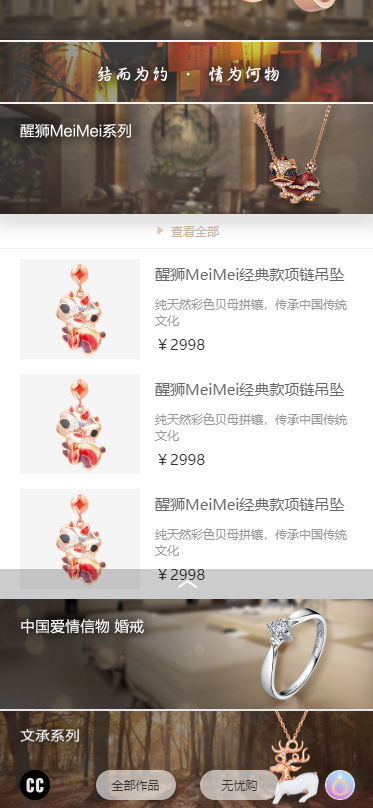 结而为约 · 情为何物
醒狮MeiMei系列
查看全部
醒狮MeiMei经典款项链吊坠
纯天然彩色贝母拼镶，传承中国传统
文化
￥2998
醒狮MeiMei经典款项链吊坠
纯天然彩色贝母拼镶，传承中国传统
文化
￥2998
醒狮MeiMei经典款项链吊坠
纯天然彩色贝母拼镶，传承中国传统
文化
￥2998
中国爱情信物 婚戒
文承系列
CC
全部作品
无忧购